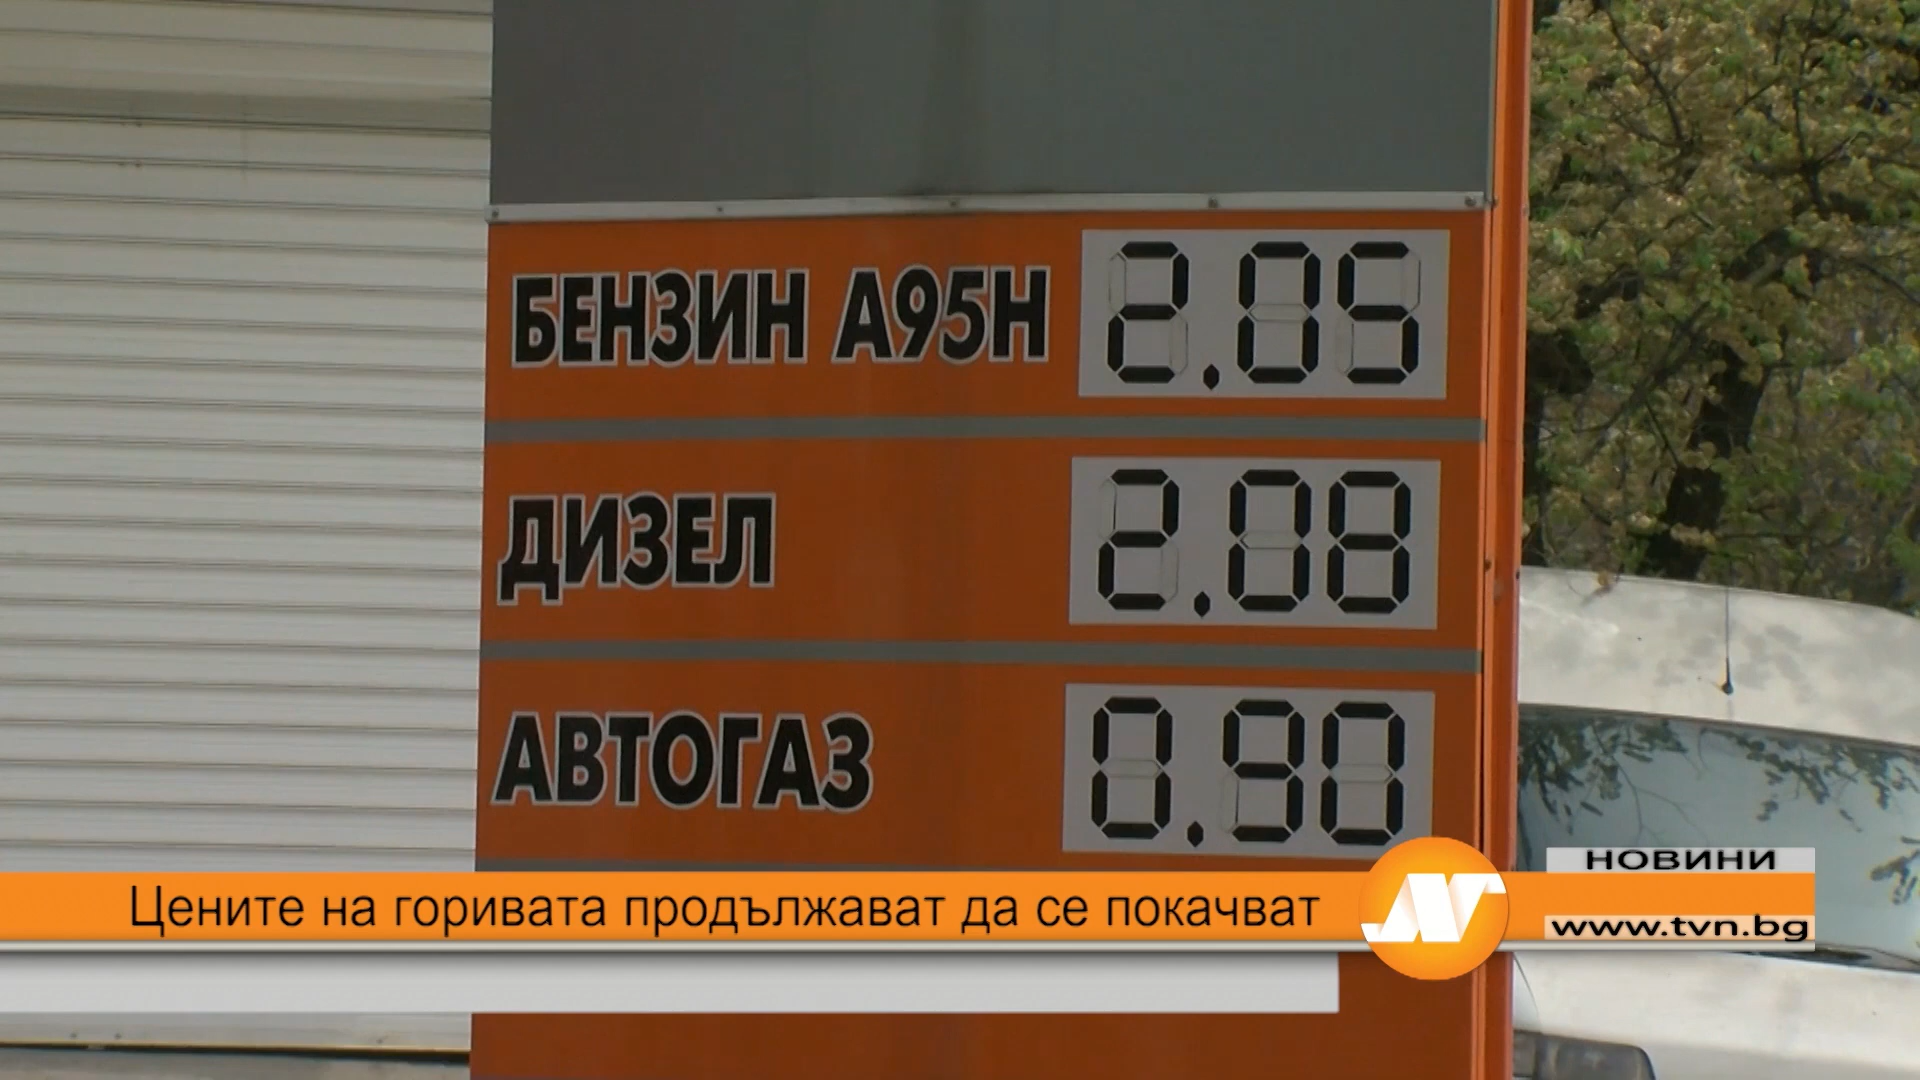 БЕНЗИН А95Н 2.05
ДИЗЕЛ 2.08
АВТОГАЗ 0.90
Цените на горивата продължават да се покачват
НОВИНИ
www.tvn.bg